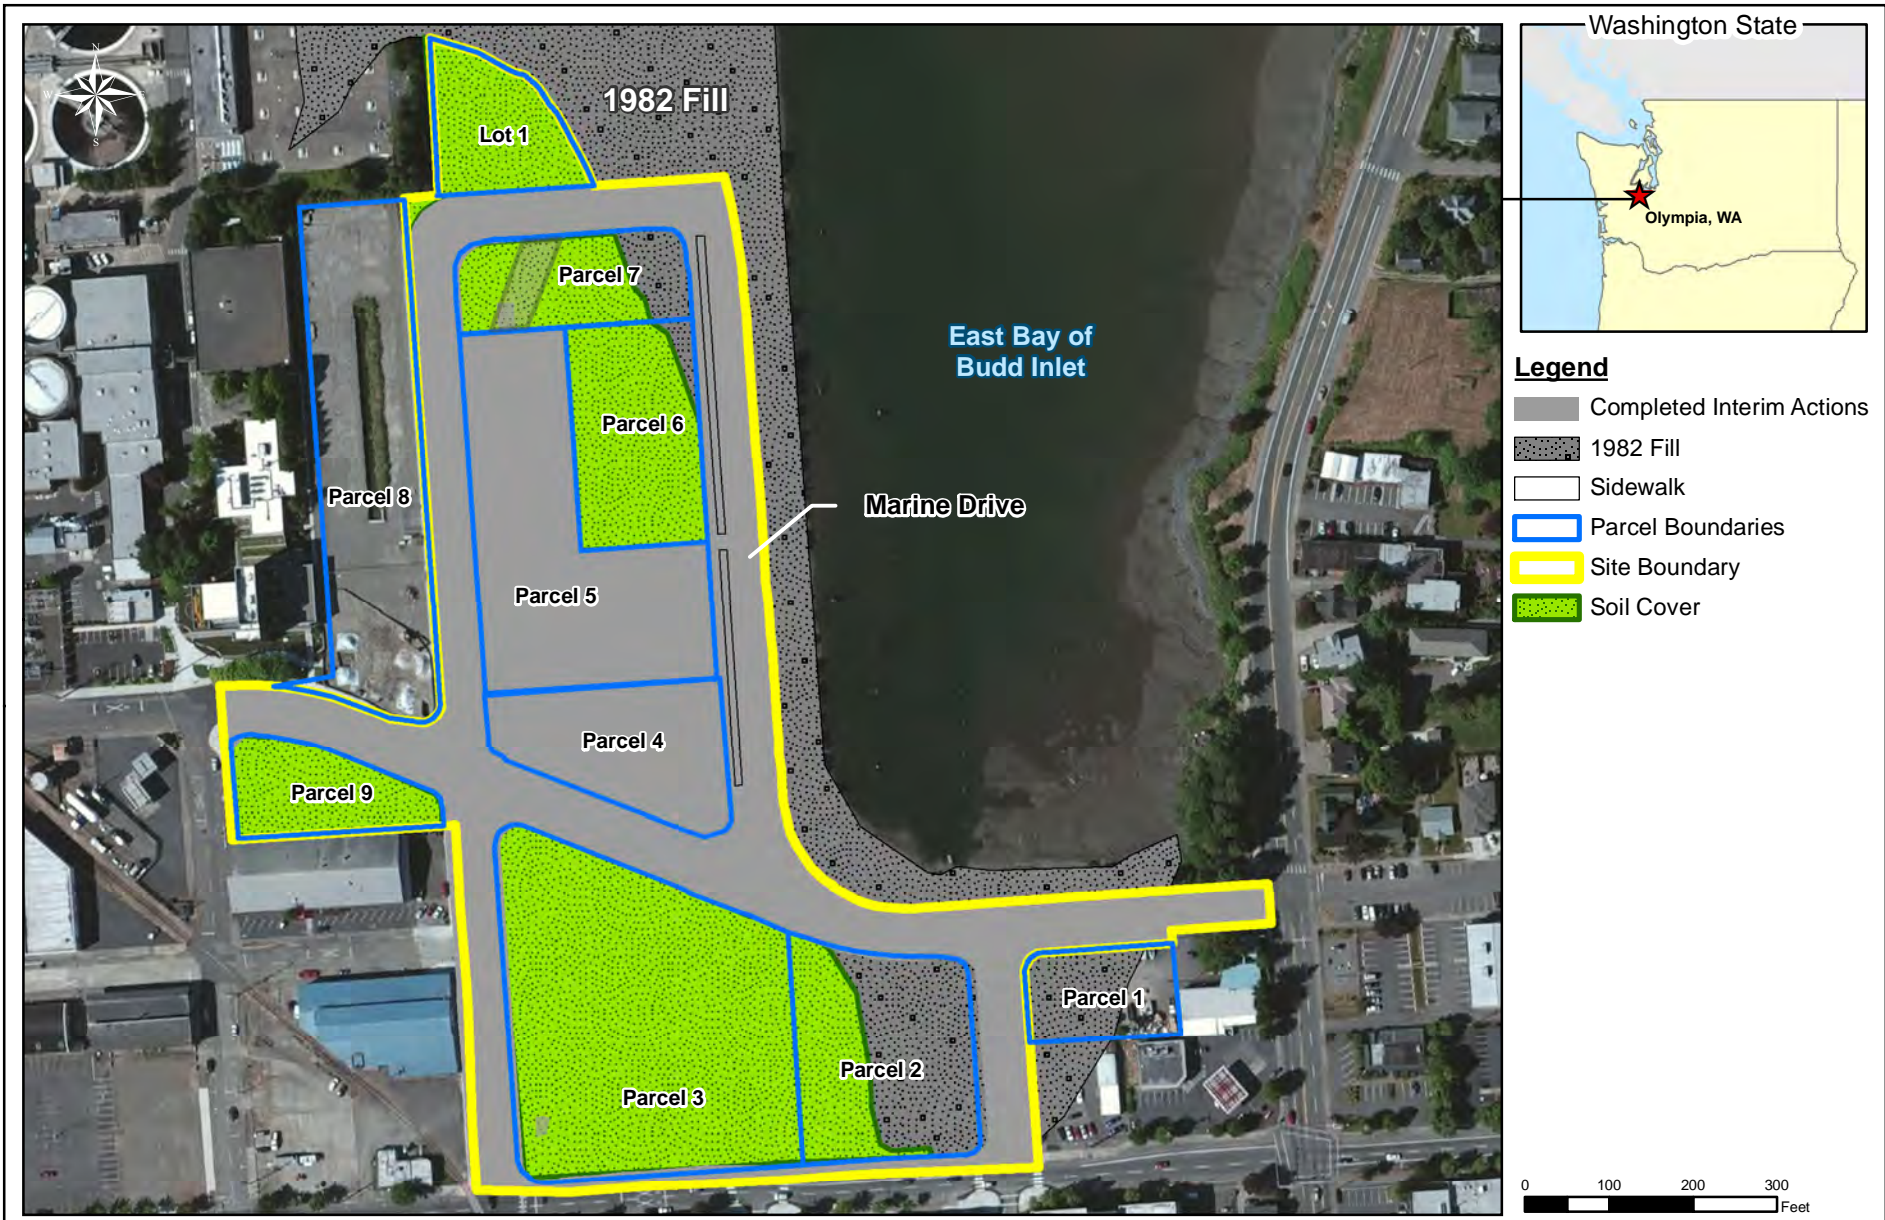 N
W
E
S
Lot 1
1982 Fill
Parcel 7
East Bay of
Budd Inlet
Parcel 6
Parcel 8
Marine Drive
Parcel 5
Parcel 4
Parcel 9
Parcel 1
Parcel 2
Parcel 3
Washington State
Olympia, WA
Legend
Completed Interim Actions
1982 Fill
Sidewalk
Parcel Boundaries
Site Boundary
Soil Cover
0 100 200 300
Feet